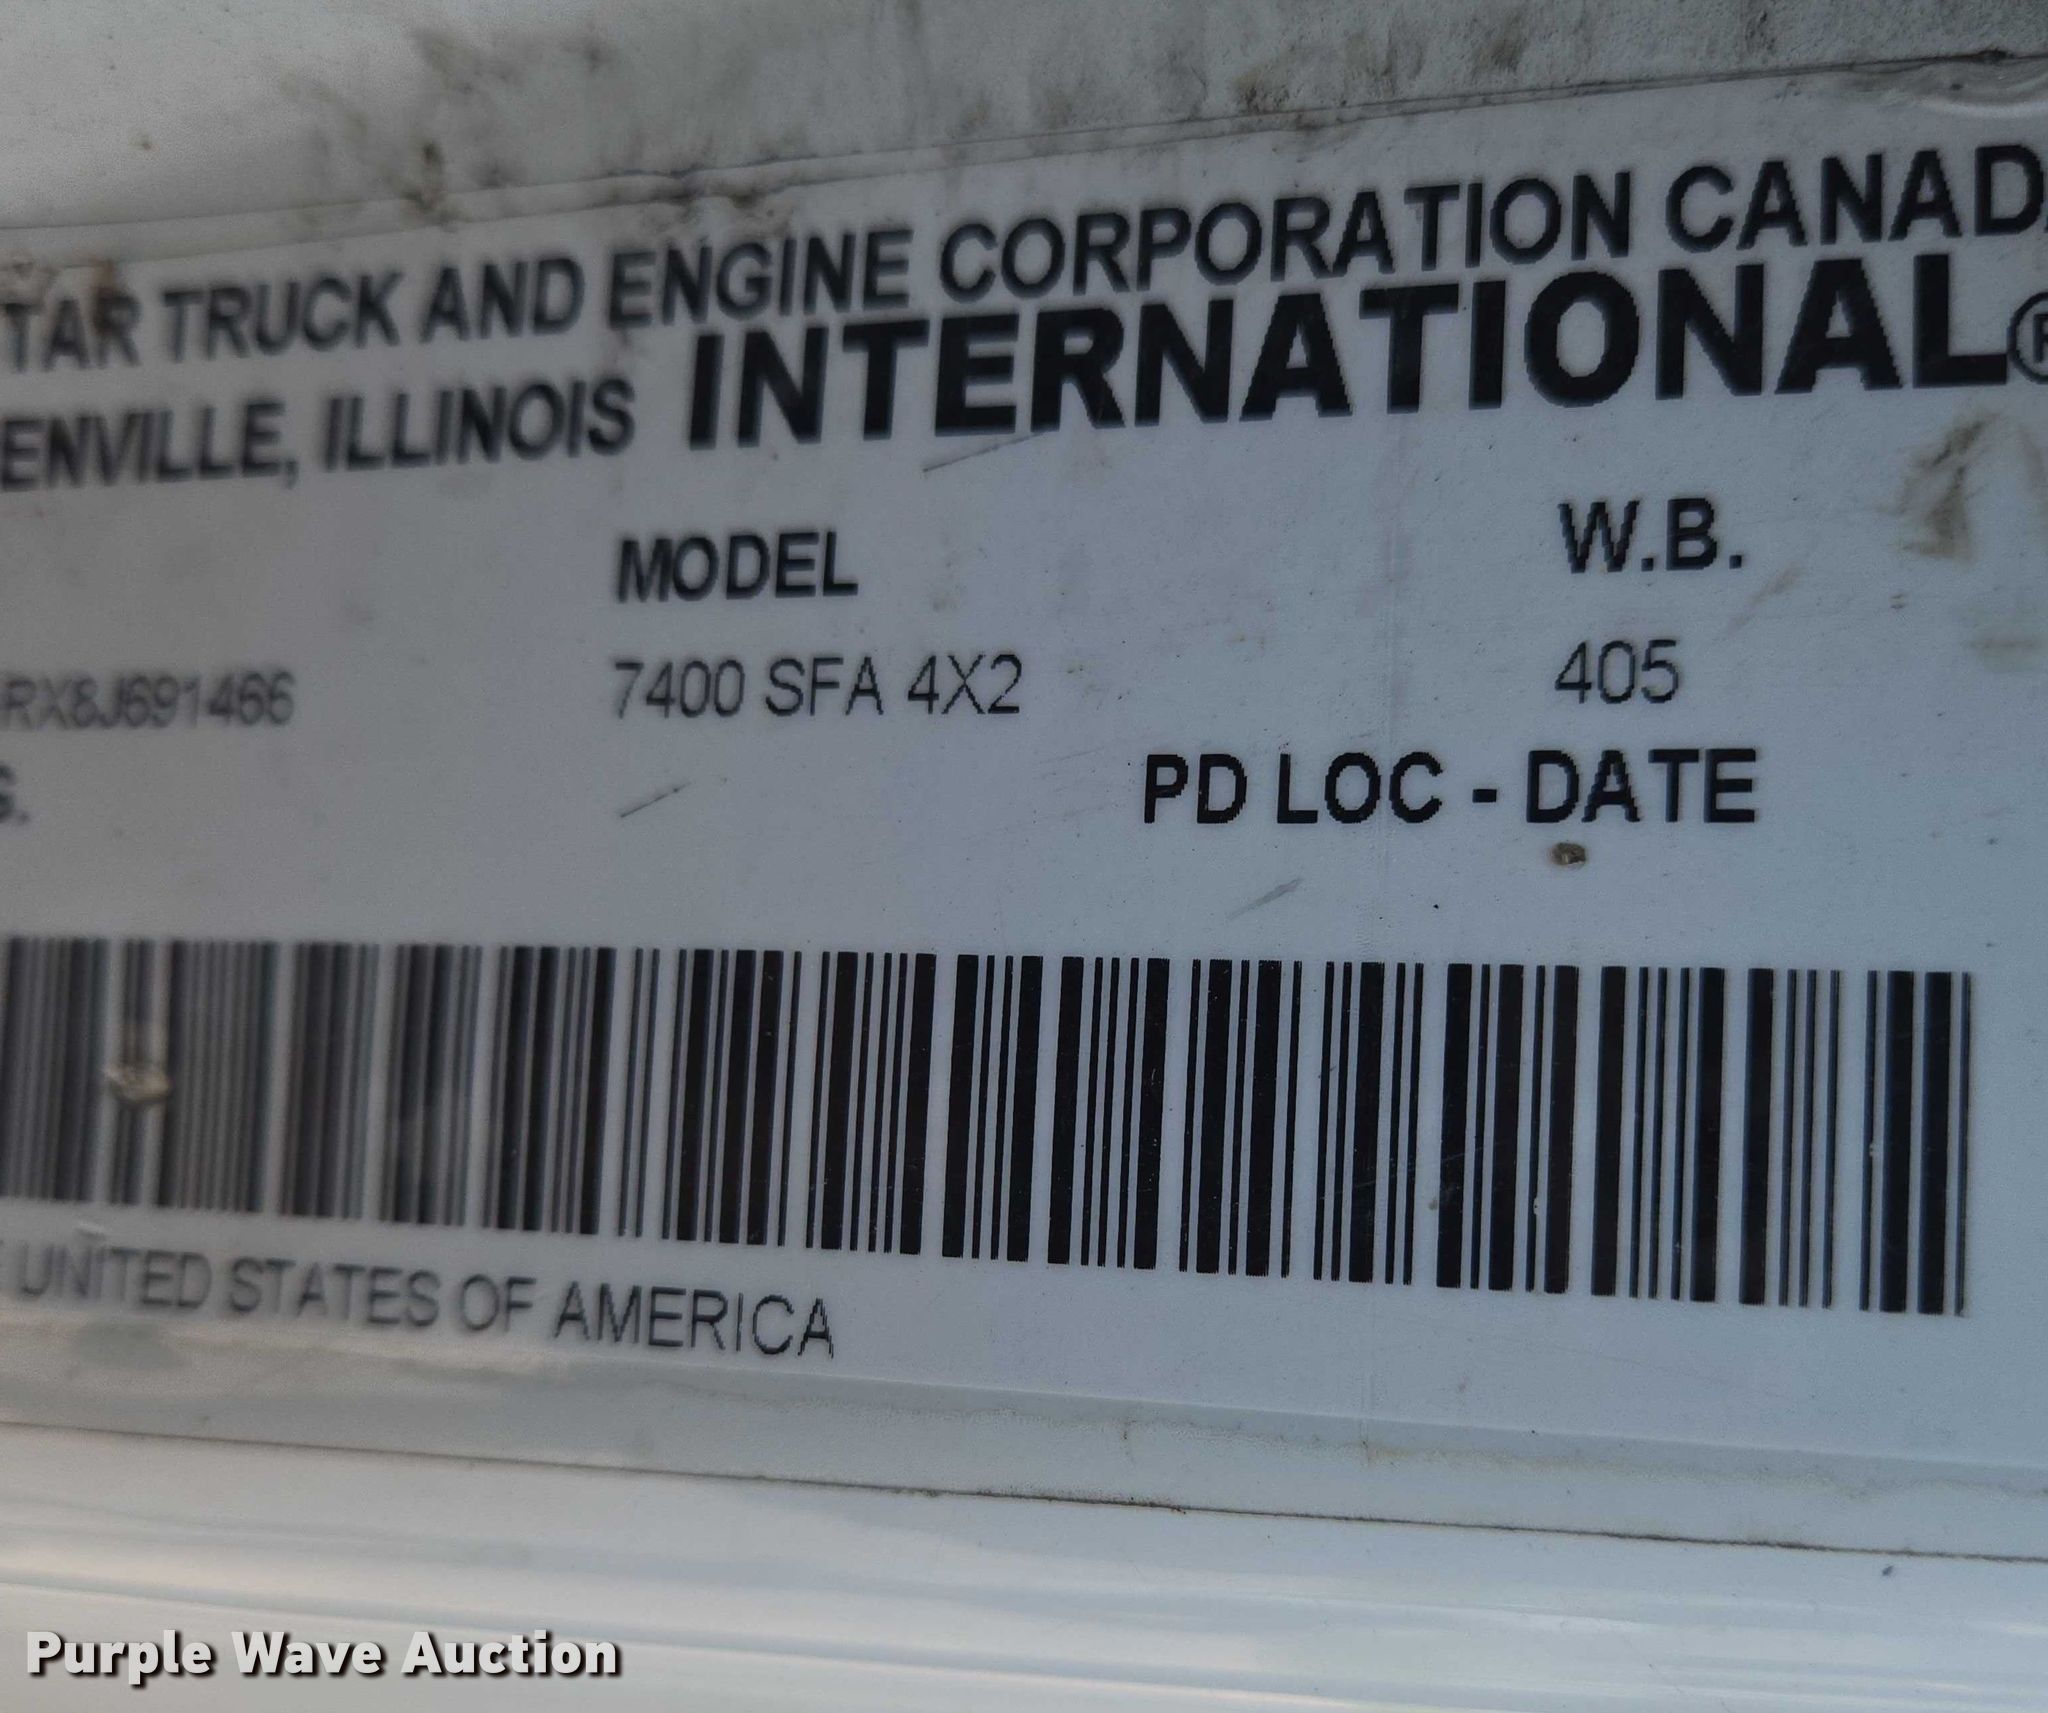 TAR TRUCK AND ENGINE CORPORATION CANAD
ENVILLE, ILLINOIS INTERNATIONAL®
MODEL W.B.
RX8J691466 7400 SFA 4X2 405
PD LOC - DATE
UNITED STATES OF AMERICA
Purple Wave Auction